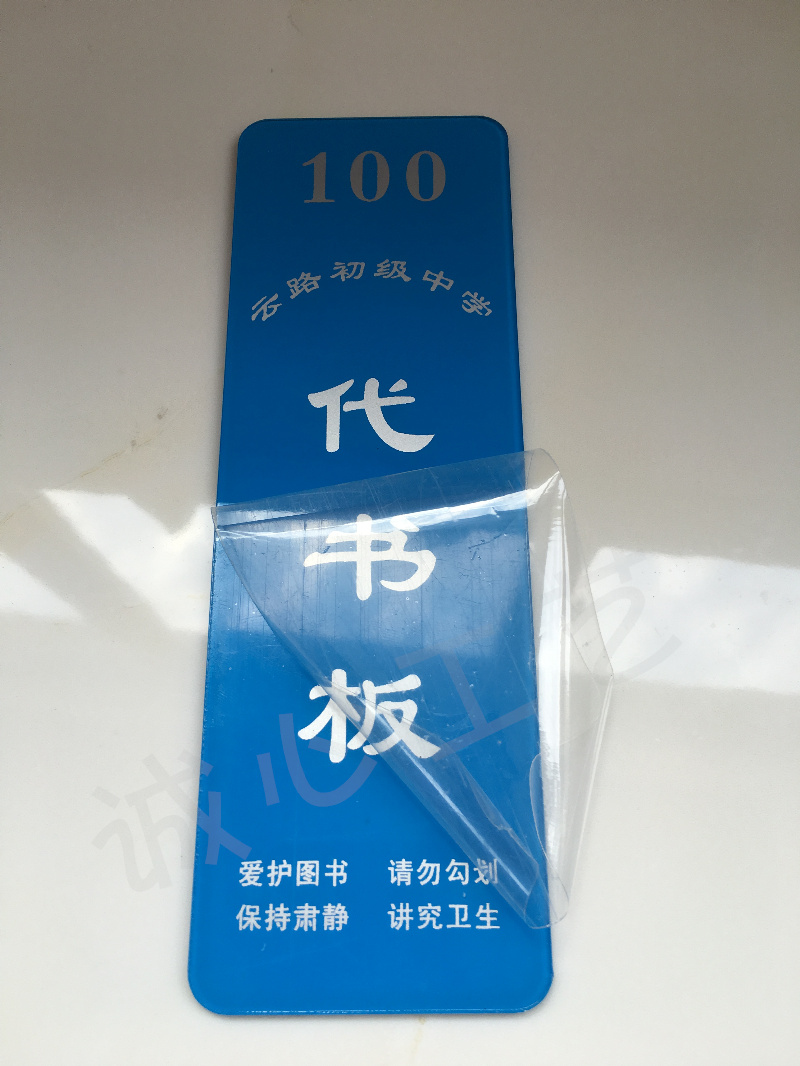 100
云路初级中学
代
书
板
爱护图书 请勿勾划
保持肃静 讲究卫生
诚心工艺